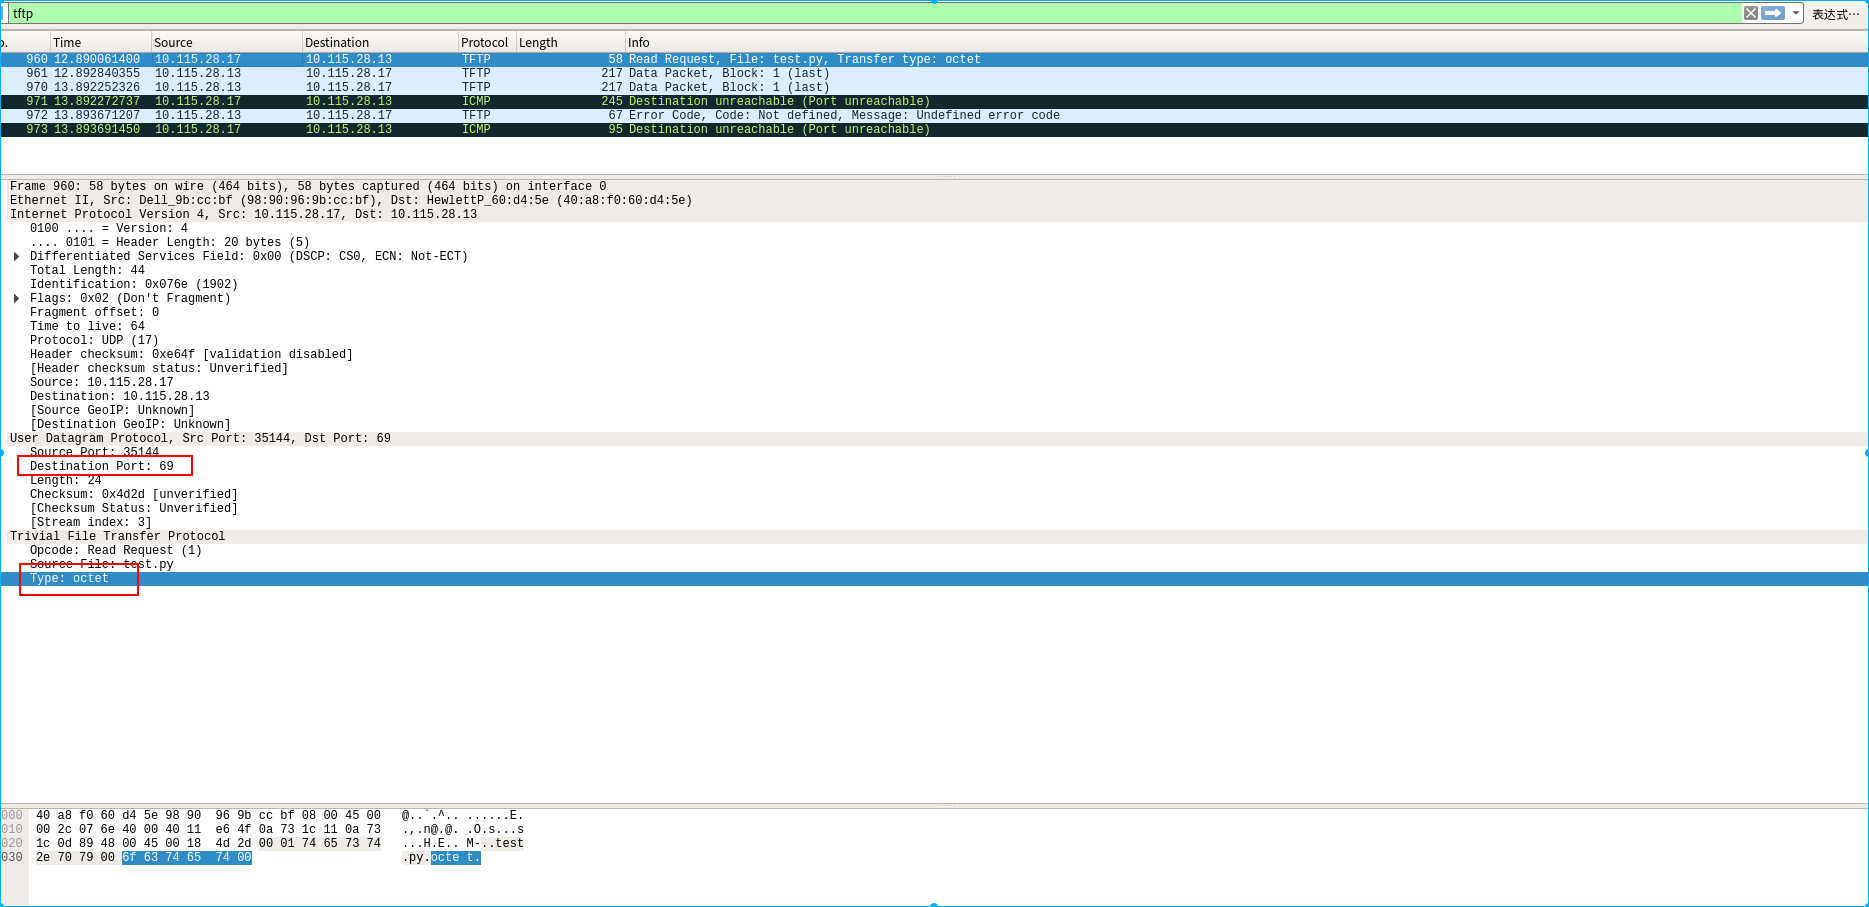 tftp 表达式…
o. Time Source Destination Protocol Length Info
960 12.890061400 10.115.28.17 10.115.28.13 TFTP 58 Read Request, File: test.py, Transfer type: octet
961 12.892840355 10.115.28.13 10.115.28.17 TFTP 217 Data Packet, Block: 1 (last)
970 13.892252326 10.115.28.13 10.115.28.17 TFTP 217 Data Packet, Block: 1 (last)
971 13.892272737 10.115.28.17 10.115.28.13 ICMP 245 Destination unreachable (Port unreachable)
972 13.893671207 10.115.28.13 10.115.28.17 TFTP 67 Error Code, Code: Not defined, Message: Undefined error code
973 13.893691450 10.115.28.17 10.115.28.13 ICMP 95 Destination unreachable (Port unreachable)
Frame 960: 58 bytes on wire (464 bits), 58 bytes captured (464 bits) on interface 0
Ethernet II, Src: Dell_9b:cc:bf (98:90:96:9b:cc:bf), Dst: HewlettP_60:d4:5e (40:a8:f0:60:d4:5e)
Internet Protocol Version 4, Src: 10.115.28.17, Dst: 10.115.28.13
0100 .... = Version: 4
.... 0101 = Header Length: 20 bytes (5)
Differentiated Services Field: 0x00 (DSCP: CS0, ECN: Not-ECT)
Total Length: 44
Identification: 0x076e (1902)
Flags: 0x02 (Don't Fragment)
Fragment offset: 0
Time to live: 64
Protocol: UDP (17)
Header checksum: 0xe64f [validation disabled]
[Header checksum status: Unverified]
Source: 10.115.28.17
Destination: 10.115.28.13
[Source GeoIP: Unknown]
[Destination GeoIP: Unknown]
User Datagram Protocol, Src Port: 35144, Dst Port: 69
Source Port: 35144
Destination Port: 69
Length: 24
Checksum: 0x4d2d [unverified]
[Checksum Status: Unverified]
[Stream index: 3]
Trivial File Transfer Protocol
Opcode: Read Request (1)
Source File: test.py
Type: octet
000 40 a8 f0 60 d4 5e 98 90 96 9b cc bf 08 00 45 00 @..`.^.. ......E.
010 00 2c 07 6e 40 00 40 11 e6 4f 0a 73 1c 11 0a 73 .,.n@.@. .O.s...s
020 1c 0d 89 48 00 45 00 18 4d 2d 00 01 74 65 73 74 ...H.E.. M-..test
030 2e 70 79 00 6f 63 74 65 74 00 .py.octe t.